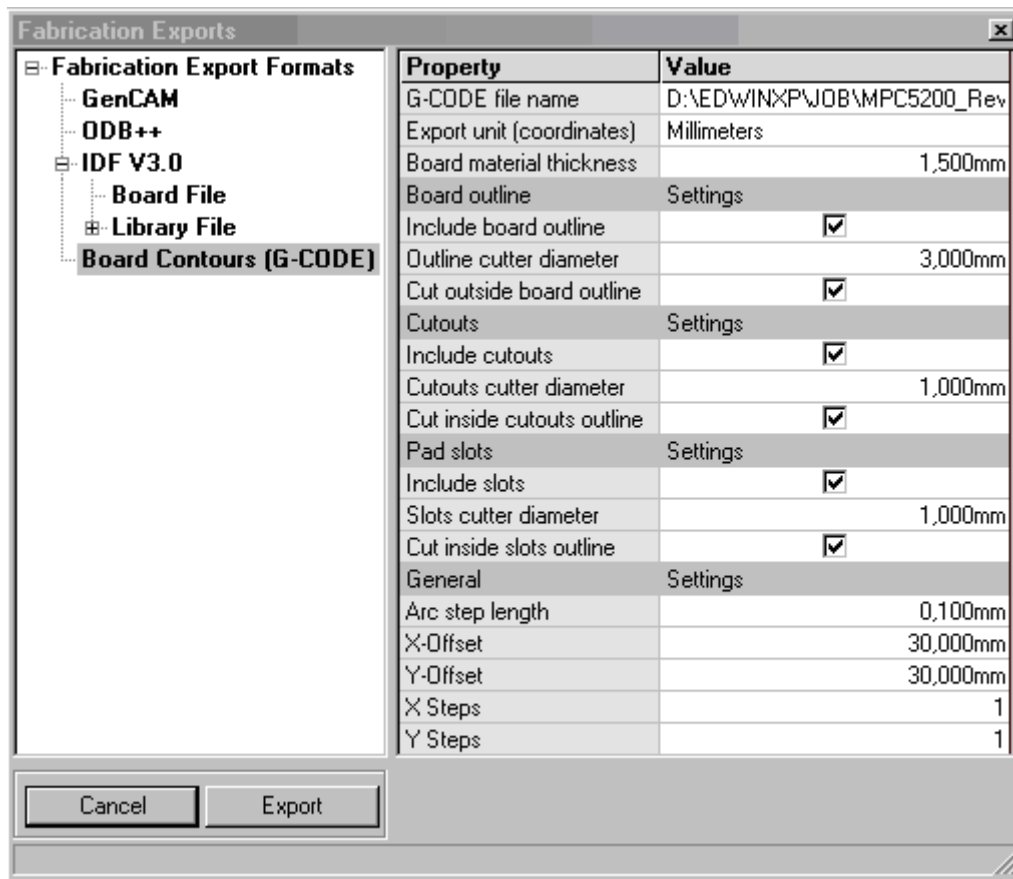 Fabrication Exports
Fabrication Export Formats
GenCAM
ODB++
IDF V3.0
Board File
Library File
Board Contours (G-CODE)
Property Value
G-CODE file name D:\EDWINXP\JOB\MPC5200_Rev
Export unit (coordinates) Millimeters
Board material thickness 1,500mm
Board outline Settings
Include board outline
Outline cutter diameter 3,000mm
Cut outside board outline
Cutouts Settings
Include cutouts
Cutouts cutter diameter 1,000mm
Cut inside cutouts outline
Pad slots Settings
Include slots
Slots cutter diameter 1,000mm
Cut inside slots outline
General Settings
Arc step length 0,100mm
X-Offset 30,000mm
Y-Offset 30,000mm
X Steps 1
Y Steps 1
Cancel Export